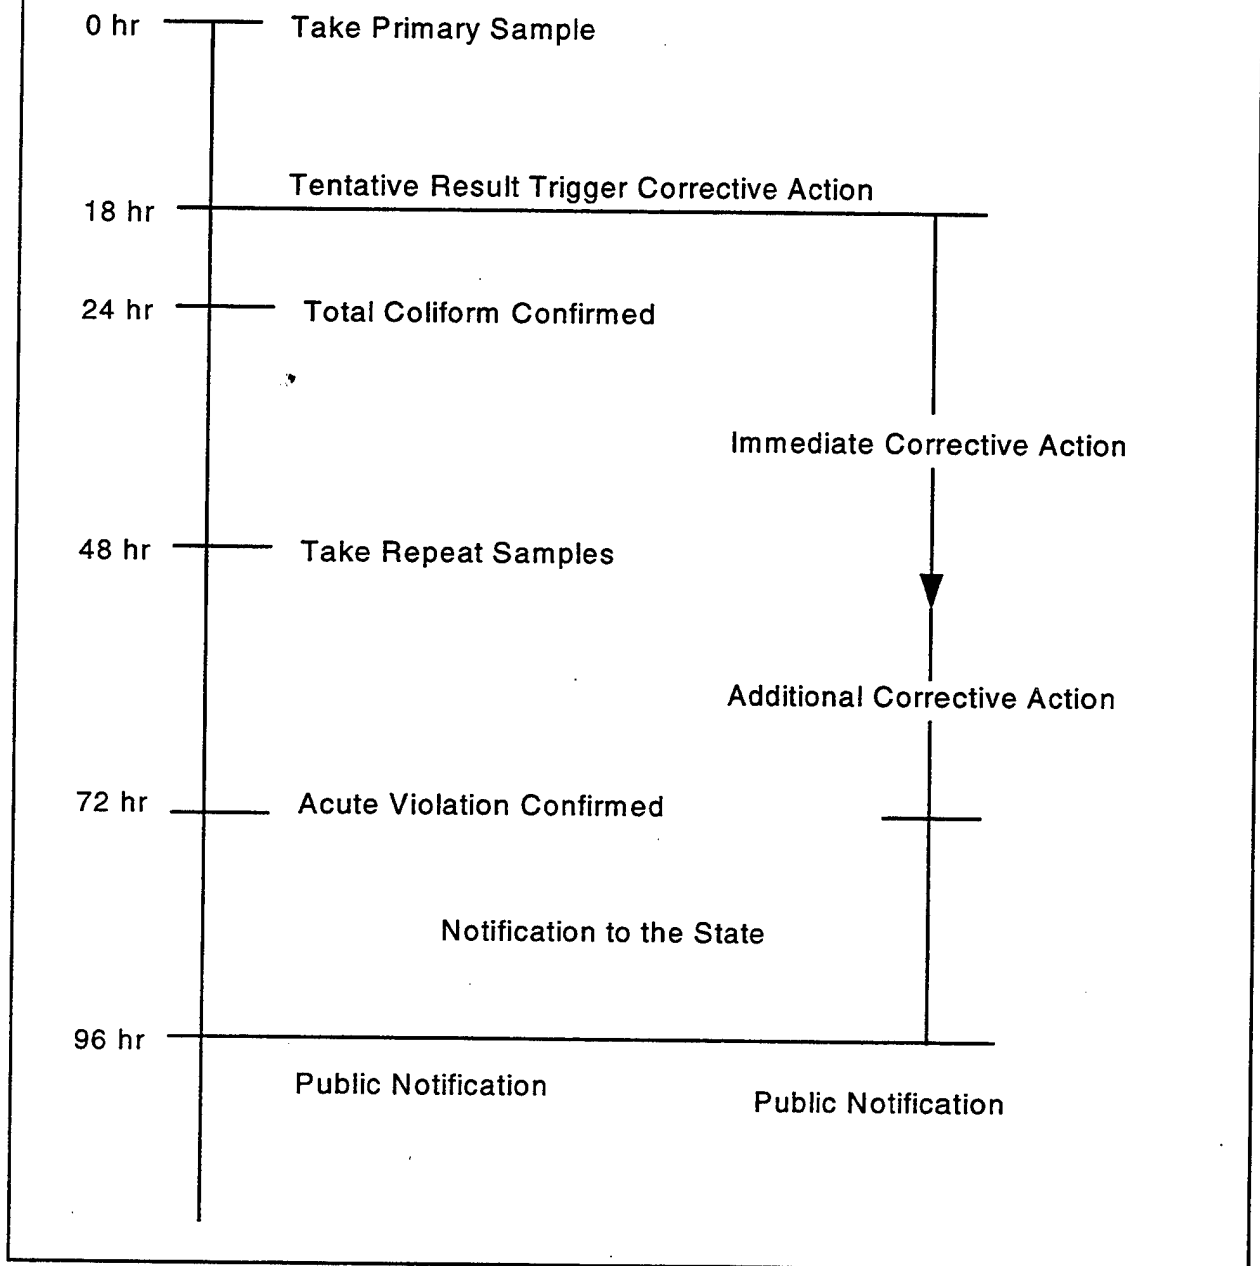 0 hr Take Primary Sample
Tentative Result Trigger Corrective Action
18 hr
24 hr Total Coliform Confirmed
Immediate Corrective Action
48 hr Take Repeat Samples
Additional Corrective Action
72 hr Acute Violation Confirmed
Notification to the State
96 hr
Public Notification
Public Notification